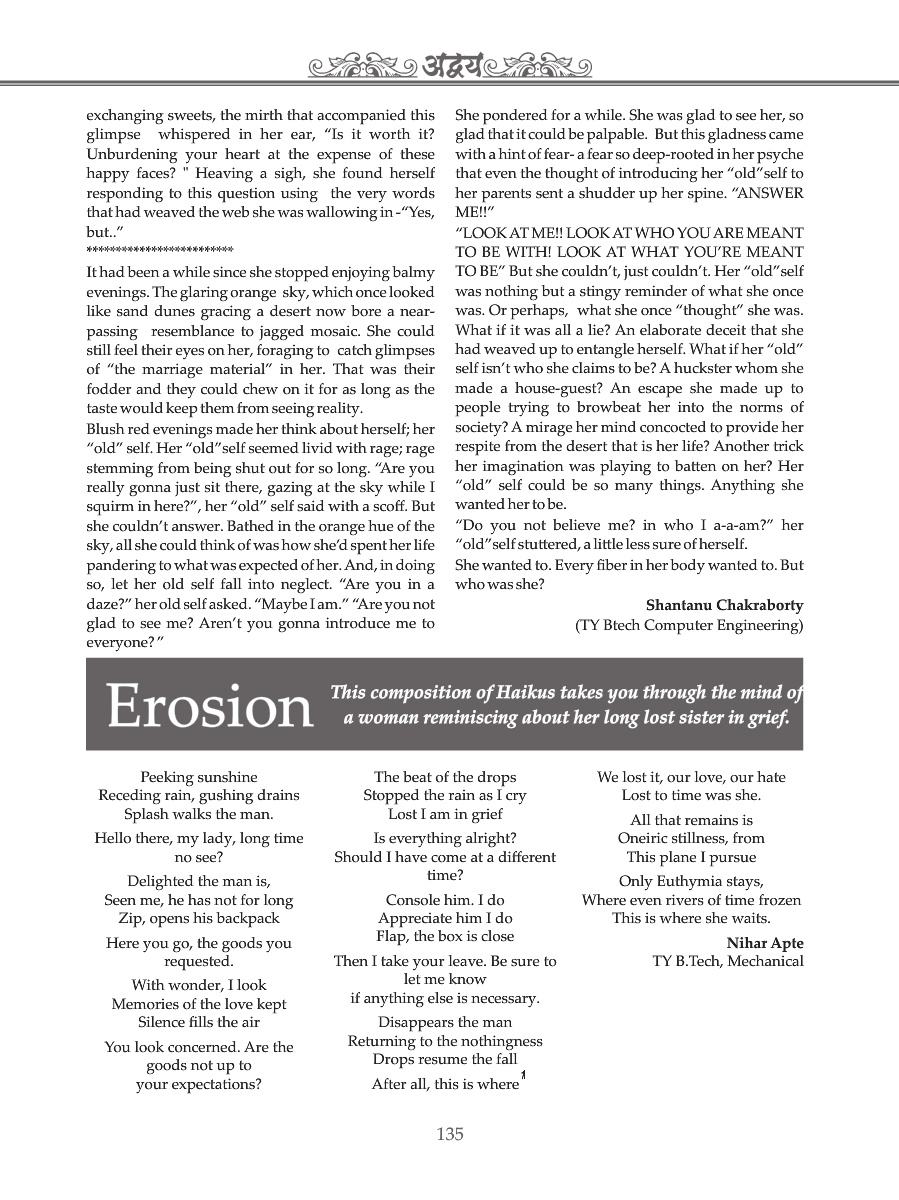 अद्वय
exchanging sweets, the mirth that accompanied this
glimpse whispered in her ear, “Is it worth it?
Unburdening your heart at the expense of these
happy faces? " Heaving a sigh, she found herself
responding to this question using the very words
that had weaved the web she was wallowing in -“Yes,
but..”
*************************
It had been a while since she stopped enjoying balmy
evenings. The glaring orange sky, which once looked
like sand dunes gracing a desert now bore a near-
passing resemblance to jagged mosaic. She could
still feel their eyes on her, foraging to catch glimpses
of “the marriage material” in her. That was their
fodder and they could chew on it for as long as the
taste would keep them from seeing reality.
Blush red evenings made her think about herself; her
“old” self. Her “old”self seemed livid with rage; rage
stemming from being shut out for so long. “Are you
really gonna just sit there, gazing at the sky while I
squirm in here?”, her “old” self said with a scoff. But
she couldn’t answer. Bathed in the orange hue of the
sky, all she could think of was how she’d spent her life
pandering to what was expected of her. And, in doing
so, let her old self fall into neglect. “Are you in a
daze?” her old self asked. “Maybe I am.” “Are you not
glad to see me? Aren’t you gonna introduce me to
everyone? ”
She pondered for a while. She was glad to see her, so
glad that it could be palpable. But this gladness came
with a hint of fear- a fear so deep-rooted in her psyche
that even the thought of introducing her “old”self to
her parents sent a shudder up her spine. “ANSWER
ME!!”
“LOOK AT ME!! LOOK AT WHO YOU ARE MEANT
TO BE WITH! LOOK AT WHAT YOU’RE MEANT
TO BE” But she couldn’t, just couldn’t. Her “old”self
was nothing but a stingy reminder of what she once
was. Or perhaps, what she once “thought” she was.
What if it was all a lie? An elaborate deceit that she
had weaved up to entangle herself. What if her “old”
self isn’t who she claims to be? A huckster whom she
made a house-guest? An escape she made up to
people trying to browbeat her into the norms of
society? A mirage her mind concocted to provide her
respite from the desert that is her life? Another trick
her imagination was playing to batten on her? Her
“old” self could be so many things. Anything she
wanted her to be.
“Do you not believe me? in who I a-a-am?” her
“old”self stuttered, a little less sure of herself.
She wanted to. Every fiber in her body wanted to. But
who was she?
Shantanu Chakraborty
(TY Btech Computer Engineering)
Erosion
This composition of Haikus takes you through the mind of
a woman reminiscing about her long lost sister in grief.
Peeking sunshine
Receding rain, gushing drains
Splash walks the man.
Hello there, my lady, long time
no see?
Delighted the man is,
Seen me, he has not for long
Zip, opens his backpack
Here you go, the goods you
requested.
With wonder, I look
Memories of the love kept
Silence fills the air
You look concerned. Are the
goods not up to
your expectations?
The beat of the drops
Stopped the rain as I cry
Lost I am in grief
Is everything alright?
Should I have come at a different
time?
Console him. I do
Appreciate him I do
Flap, the box is close
Then I take your leave. Be sure to
let me know
if anything else is necessary.
Disappears the man
Returning to the nothingness
Drops resume the fall
After all, this is where1
We lost it, our love, our hate
Lost to time was she.
All that remains is
Oneiric stillness, from
This plane I pursue
Only Euthymia stays,
Where even rivers of time frozen
This is where she waits.
Nihar Apte
TY B.Tech, Mechanical
135